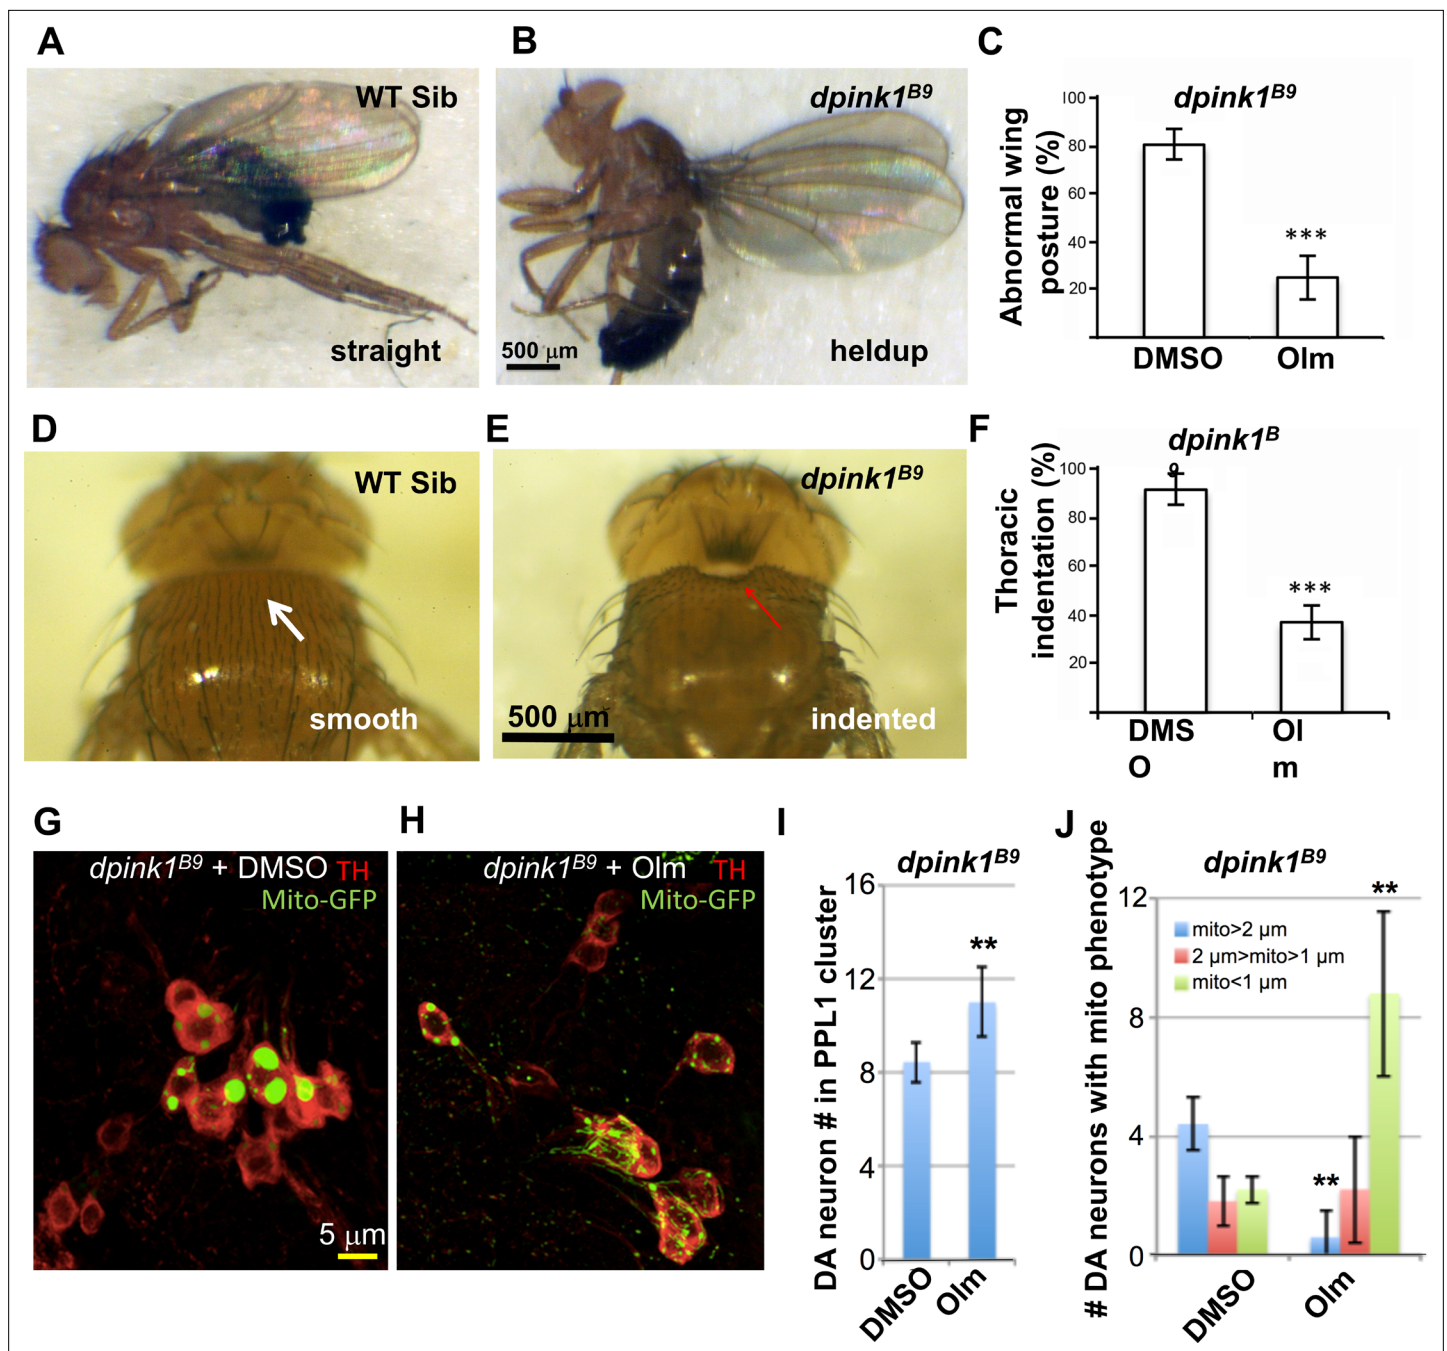 A
WT Sib
straight
B
dpink1B9
500 µm
heldup
C
dpink1B9
Abnormal wing
posture (%)
100
80
60
40
20
***
DMSO
Olm
D
WT Sib
smooth
E
dpink1B9
500 µm
indented
F
dpink1B
9
Thoracic
indentation (%)
100
80
60
40
20
***
DMS
O
Ol
m
G
dpink1B9 + DMSO TH
Mito-GFP
5 µm
H
dpink1B9 + Olm TH
Mito-GFP
I
dpink1B9
DA neuron # in PPL1 cluster
16
12
8
4
0
**
DMSO
Olm
J
dpink1B9
# DA neurons with mito phenotype
12
8
4
0
mito>2 µm
2 µm>mito>1 µm
mito<1 µm
**
**
DMSO
Olm